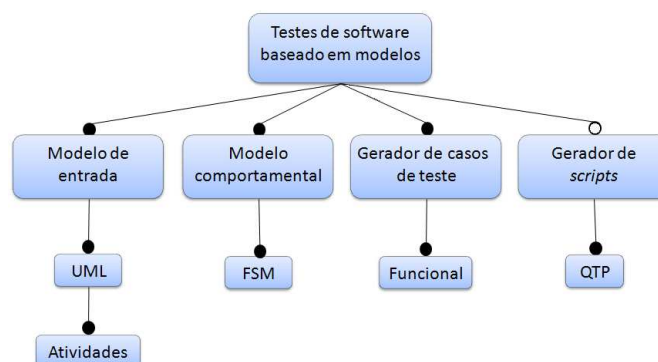 Testes de software
baseado em modelos
Modelo de
entrada
Modelo
comportamental
Gerador de casos
de teste
Gerador de
scripts
UML
FSM
Funcional
QTP
Atividades